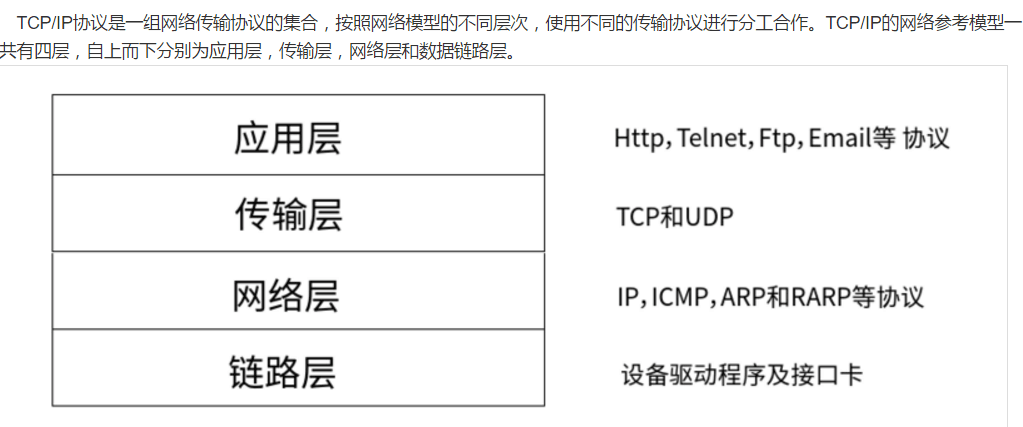 TCP/IP协议是一组网络传输协议的集合，按照网络模型的不同层次，使用不同的传输协议进行分工合作。TCP/IP的网络参考模型一
共有四层，自上而下分别为应用层，传输层，网络层和数据链路层。
应用层 Http, Telnet, Ftp, Email等 协议
传输层 TCP和UDP
网络层 IP, ICMP, ARP和RARP等协议
链路层 设备驱动程序及接口卡